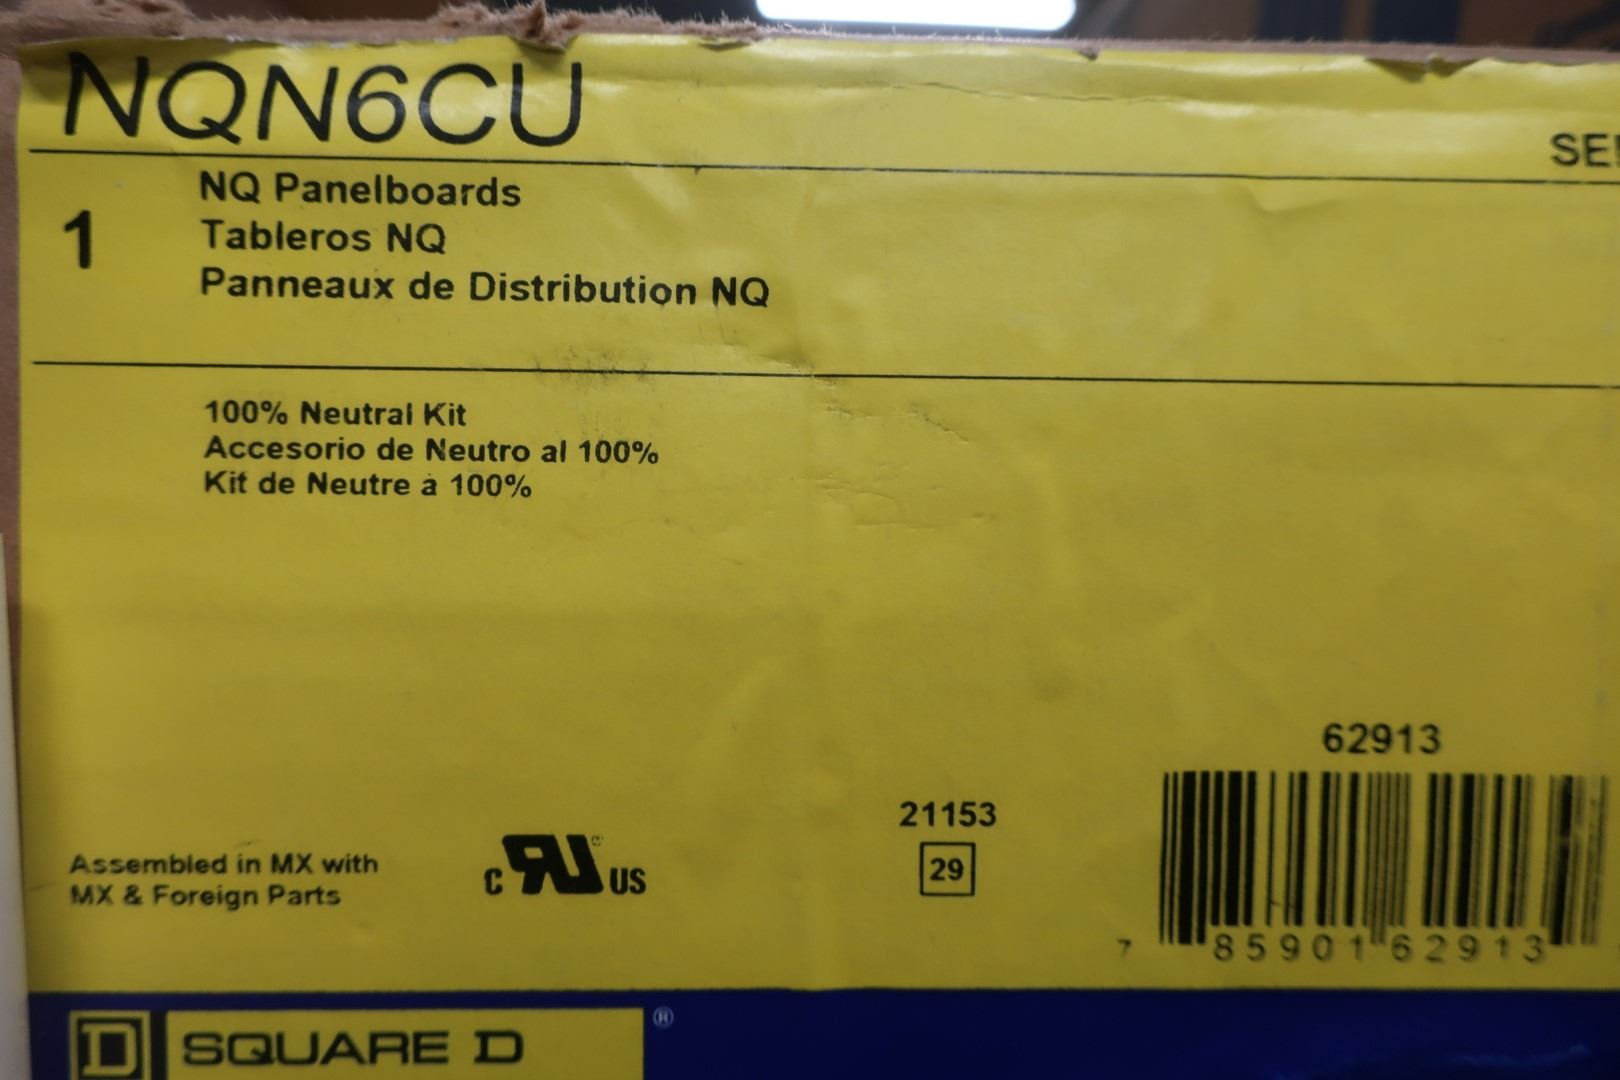 NQN6CU
1
NQ Panelboards
Tableros NQ
Panneaux de Distribution NQ
100% Neutral Kit
Accesorio de Neutro al 100%
Kit de Neutre à 100%
62913
21153
29
Assembled in MX with
MX & Foreign Parts
C RU US
7 85901 62913
D SQUARE D ®